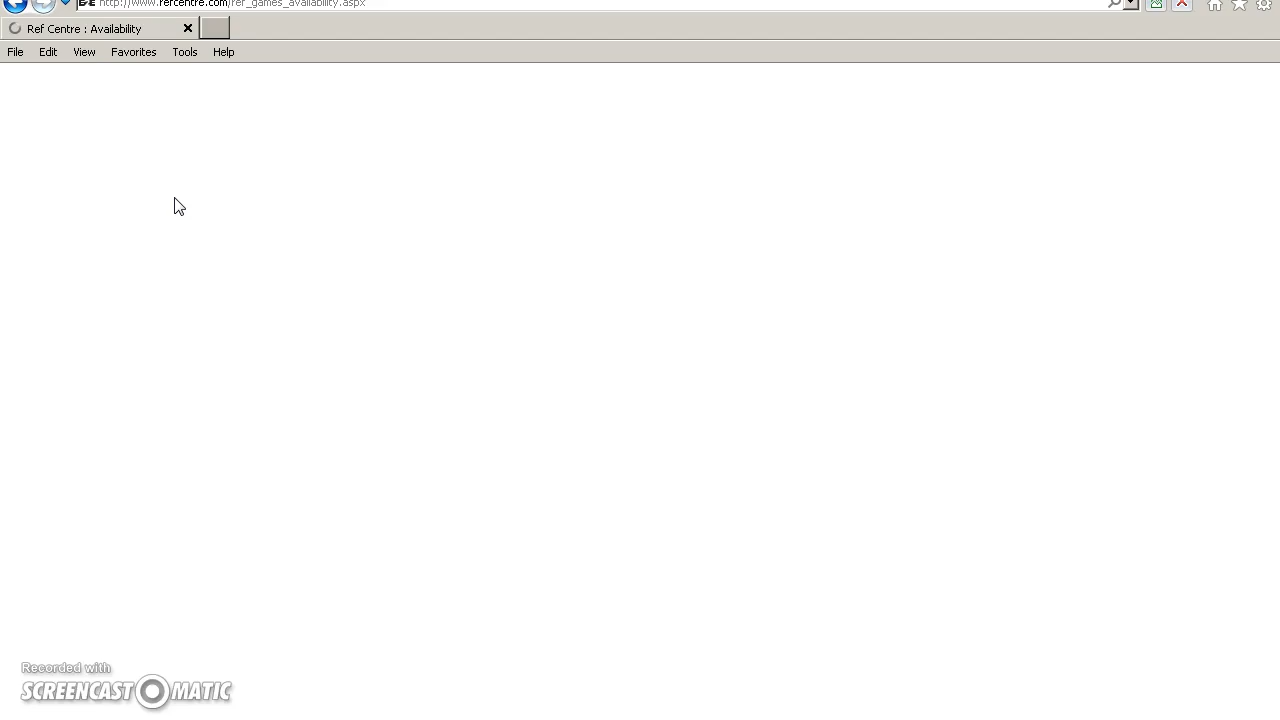 http://www.refcentre.com/ref_games_availability.aspx
Ref Centre : Availability
File Edit View Favorites Tools Help
Recorded with
SCREENCAST-O-MATIC